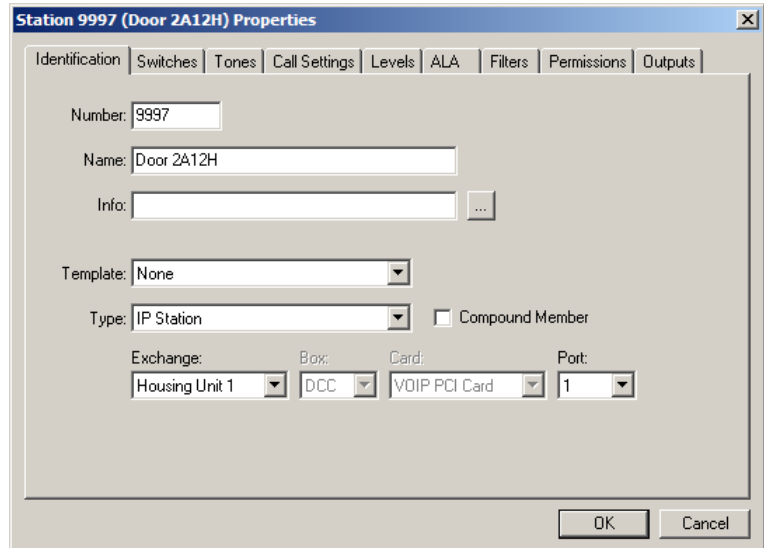 Station 9997 (Door 2A12H) Properties
Identification Switches Tones Call Settings Levels ALA Filters Permissions Outputs
Number: 9997
Name: Door 2A12H
Info: ...
Template: None
Type: IP Station Compound Member
Exchange: Box: Card: Port:
Housing Unit 1 DCC VOIP PCI Card 1
OK Cancel